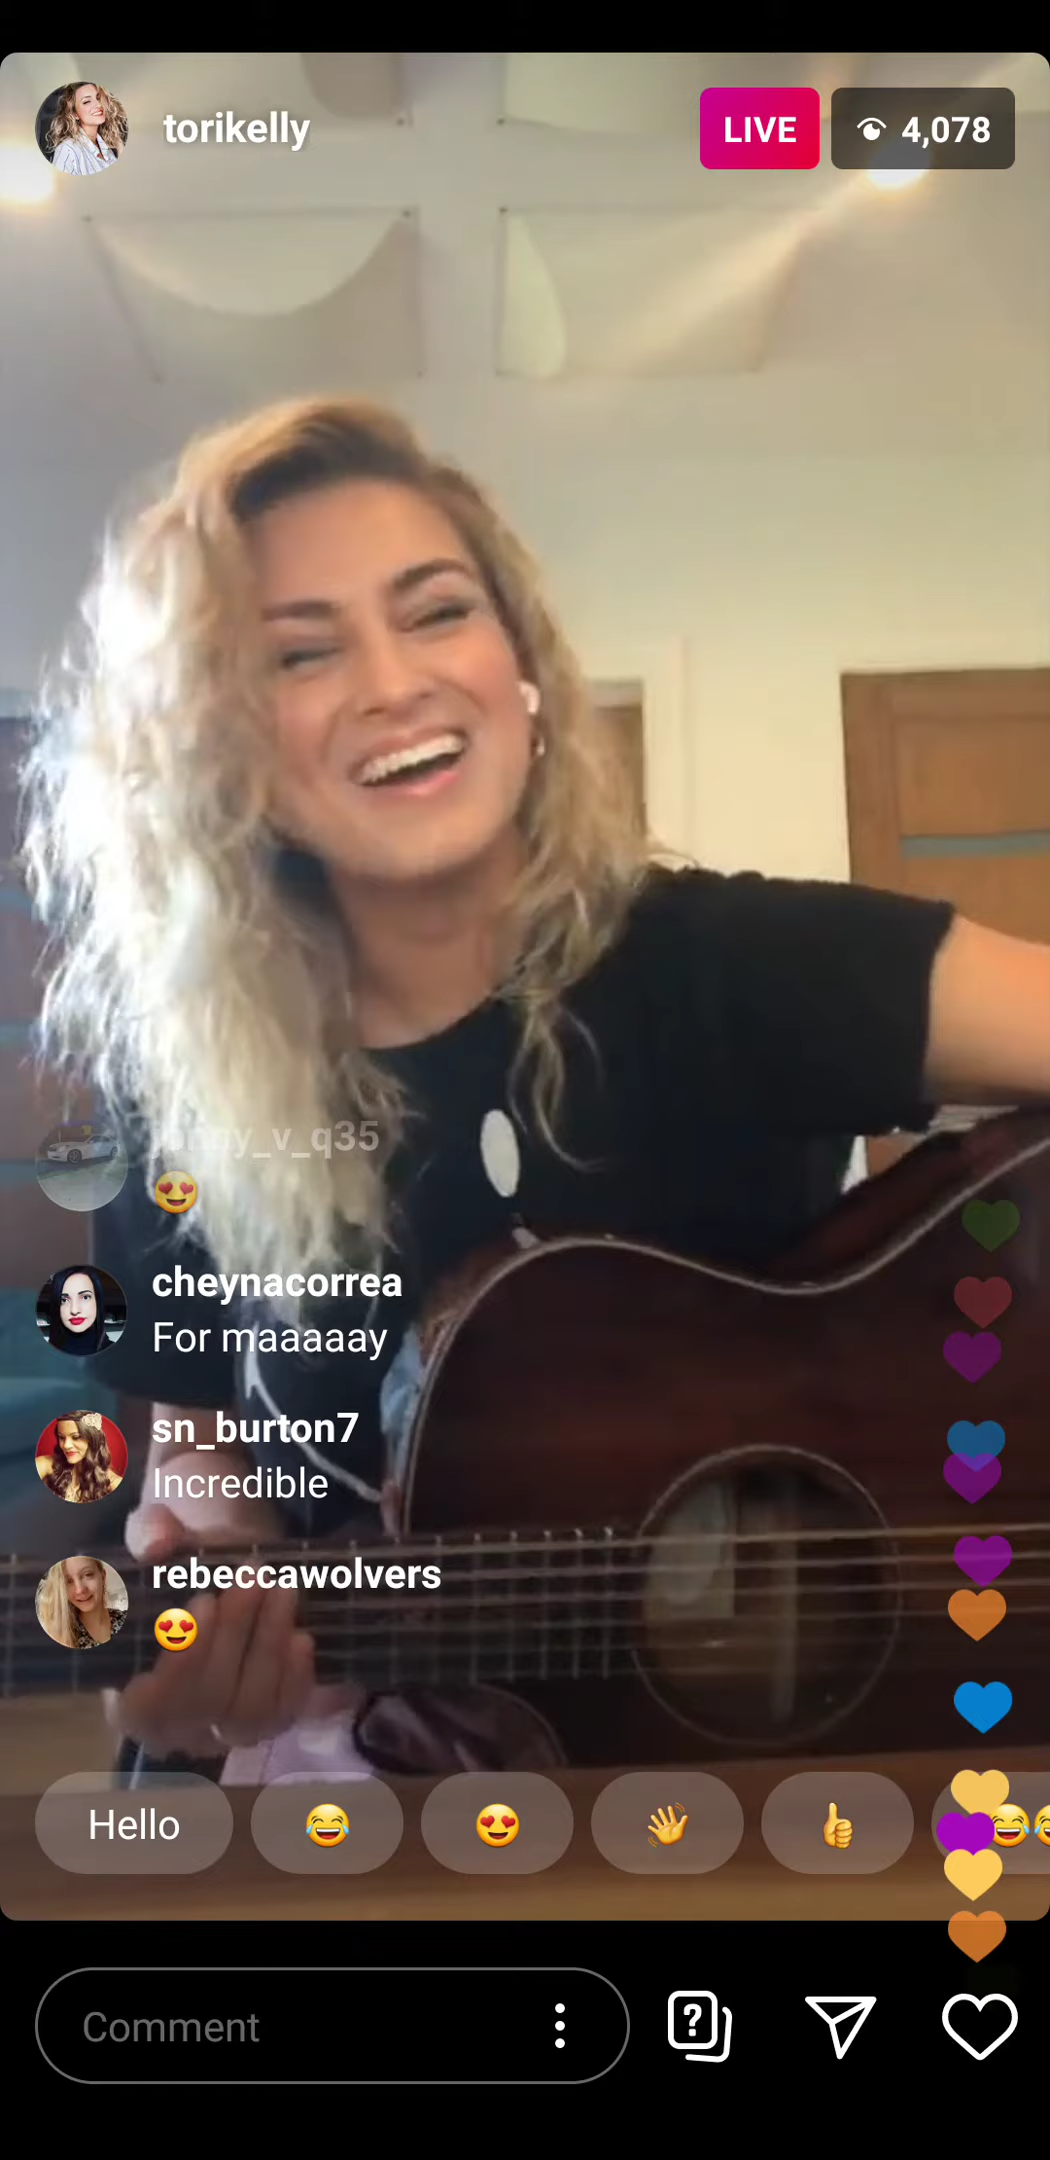 torikelly
LIVE
4,078
cheynacorrea
For maaaaay
sn_burton7
Incredible
rebeccawolvers
Hello
Comment